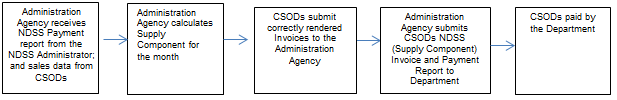 Administration
Agency receives
NDSS Payment
report from the
NDSS Administrator;
and sales data from
CSODs
Administration
Agency calculates
Supply
Component for
the month
CSODs submit
correctly rendered
Invoices to the
Administration
Agency
Administration
Agency submits
CSODs NDSS
(Supply Component)
Invoice and Payment
Report to
Department
CSODs paid by
the Department